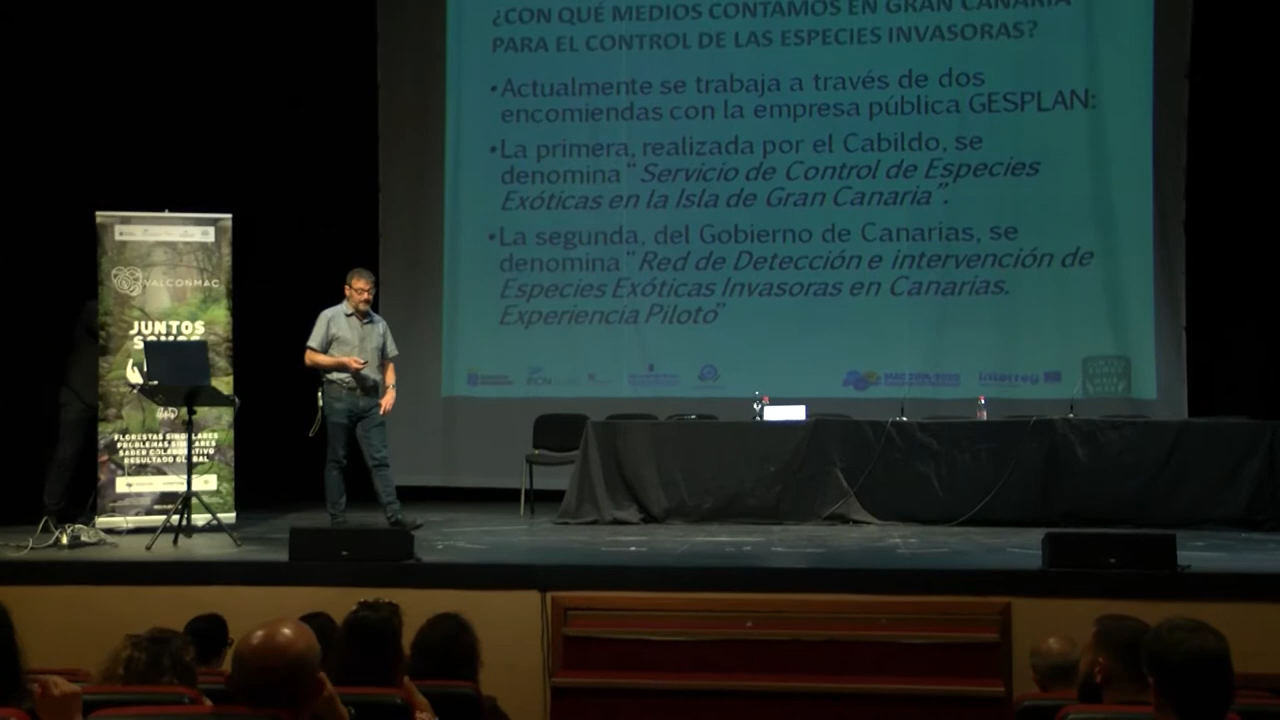 ¿CON QUÉ MEDIOS CONTAMOS EN GRAN CANARIA
PARA EL CONTROL DE LAS ESPECIES INVASORAS?
•Actualmente se trabaja a través de dos
encomiendas con la empresa pública GESPLAN:
•La primera, realizada por el Cabildo, se
denomina "Servicio de Control de Especies
Exóticas en la Isla de Gran Canaria".
•La segunda, del Gobierno de Canarias, se
denomina "Red de Detección e intervención de
Especies Exóticas Invasoras en Canarias.
Experiencia Piloto"
MAC 2014-2020
Interreg
VALCONMAC
JUNTOS
SOMOS
FLORESTAS SINGULARES
PROBLEMAS SIMILARES
SABER COLABORATIVO
RESULTADO GLOBAL